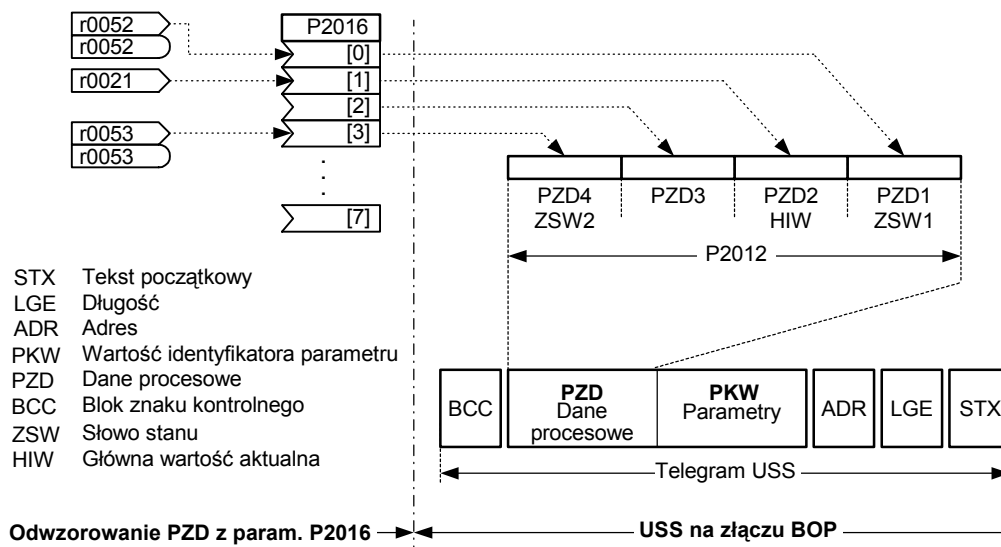 r0052
r0052
r0021
r0053
r0053
P2016
[0]
[1]
[2]
[3]
[7]
PZD4 PZD3 PZD2 PZD1
ZSW2 HIW ZSW1
P2012
STX Tekst początkowy
LGE Długość
ADR Adres
PKW Wartość identyfikatora parametru
PZD Dane procesowe
BCC Blok znaku kontrolnego
ZSW Słowo stanu
HIW Główna wartość aktualna
BCC
PZD
Dane
procesowe
PKW
Parametry
ADR
LGE
STX
Telegram USS
Odwzorowanie PZD z param. P2016
USS na złączu BOP